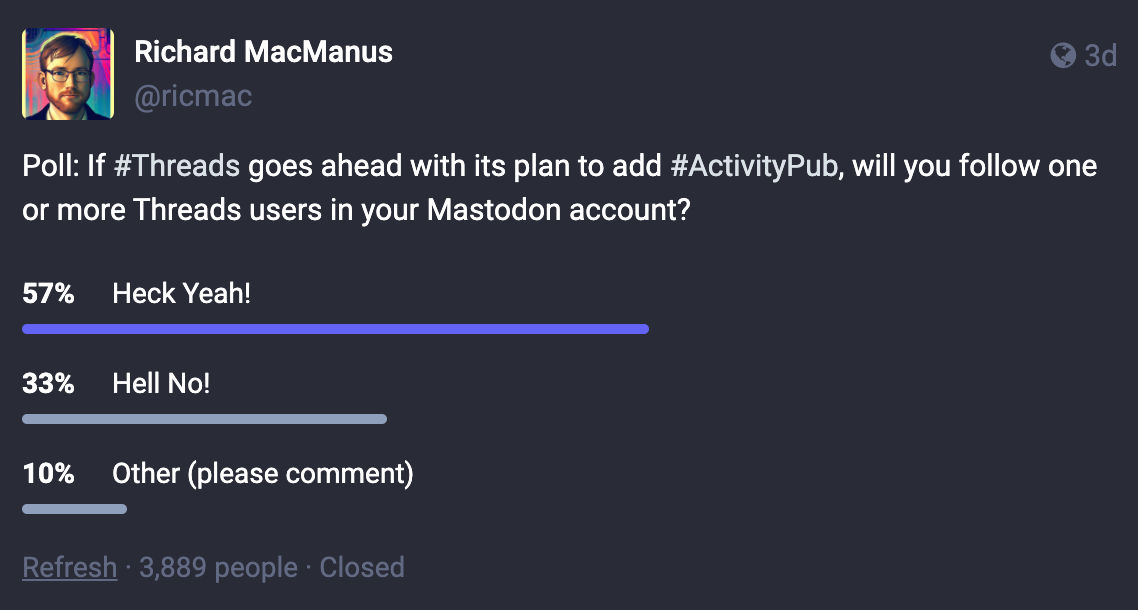 Richard MacManus
3d
@ricmac
Poll: If #Threads goes ahead with its plan to add #ActivityPub, will you follow one
or more Threads users in your Mastodon account?
57% Heck Yeah!
33% Hell No!
10% Other (please comment)
Refresh · 3,889 people · Closed